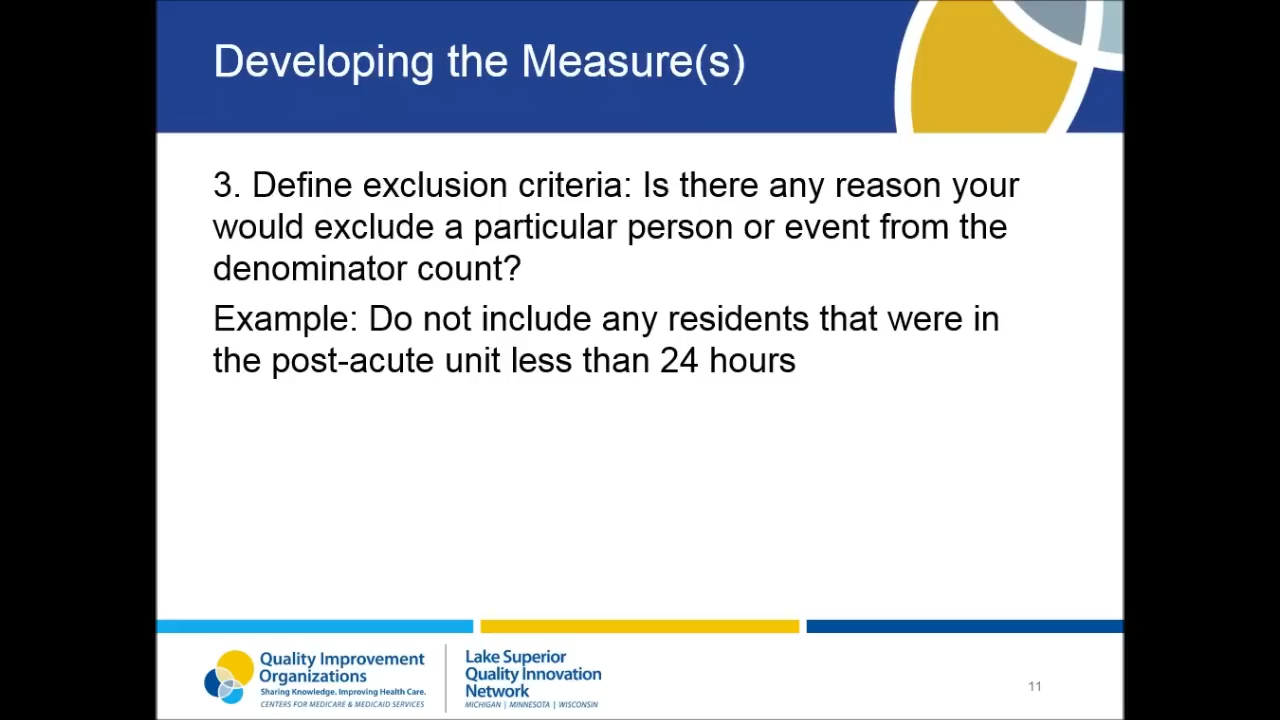 Developing the Measure(s)
3. Define exclusion criteria: Is there any reason your
would exclude a particular person or event from the
denominator count?
Example: Do not include any residents that were in
the post-acute unit less than 24 hours
Quality Improvement
Organizations
Sharing Knowledge. Improving Health Care.
CENTERS FOR MEDICARE & MEDICAID SERVICES
Lake Superior
Quality Innovation
Network
MICHIGAN | MINNESOTA | WISCONSIN
11